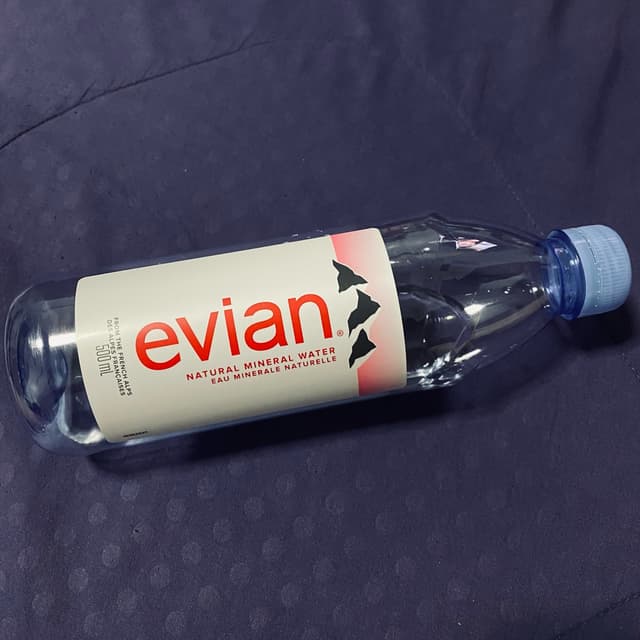 evian®
NATURAL MINERAL WATER
EAU MINERALE NATURELLE
FROM THE FRENCH ALPS
DES ALPES FRANÇAISES
500 mL